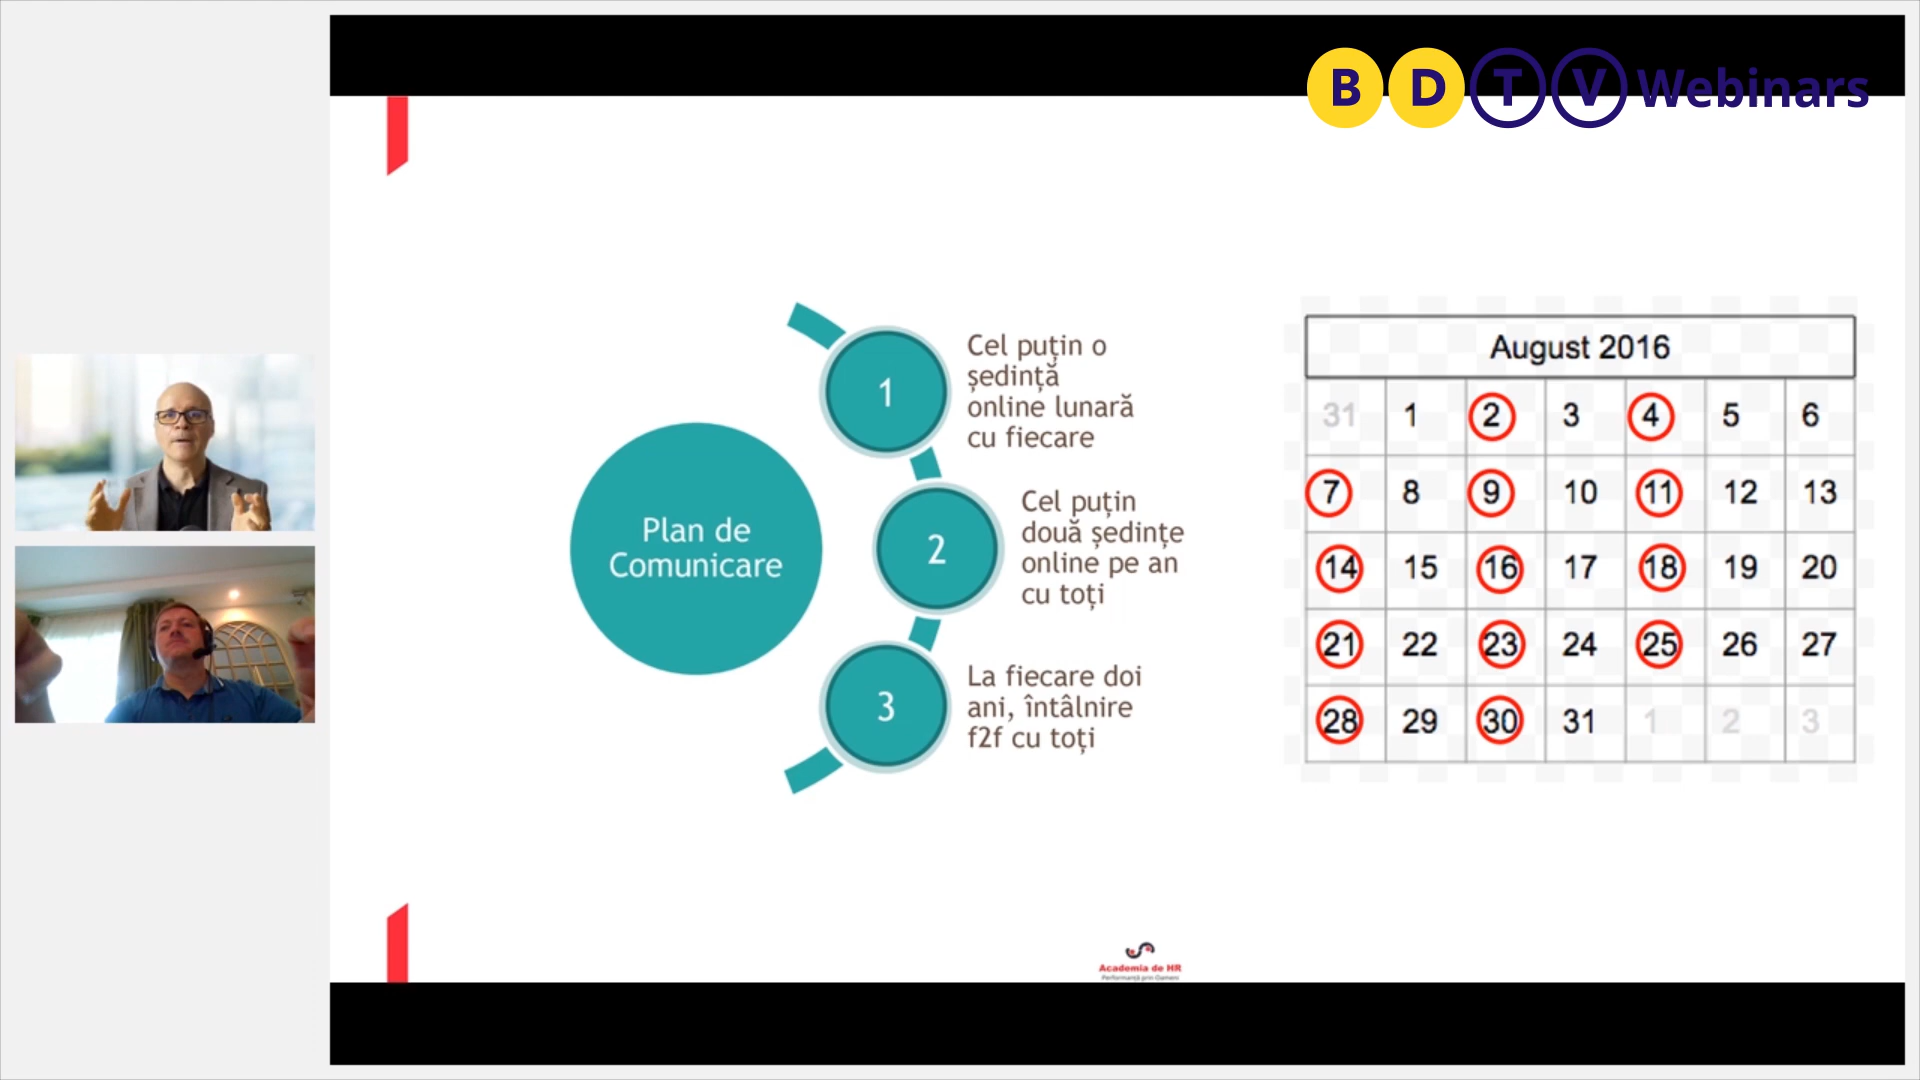 B D T V Webinars
Plan de
Comunicare
1
Cel puțin o
ședință
online lunară
cu fiecare
2
Cel puțin
două ședințe
online pe an
cu toți
3
La fiecare doi
ani, întâlnire
f2f cu toți
August 2016
31 1 2 3 4 5 6
7 8 9 10 11 12 13
14 15 16 17 18 19 20
21 22 23 24 25 26 27
28 29 30 31 1 2 3
Academia de HR
Performanță prin Oameni